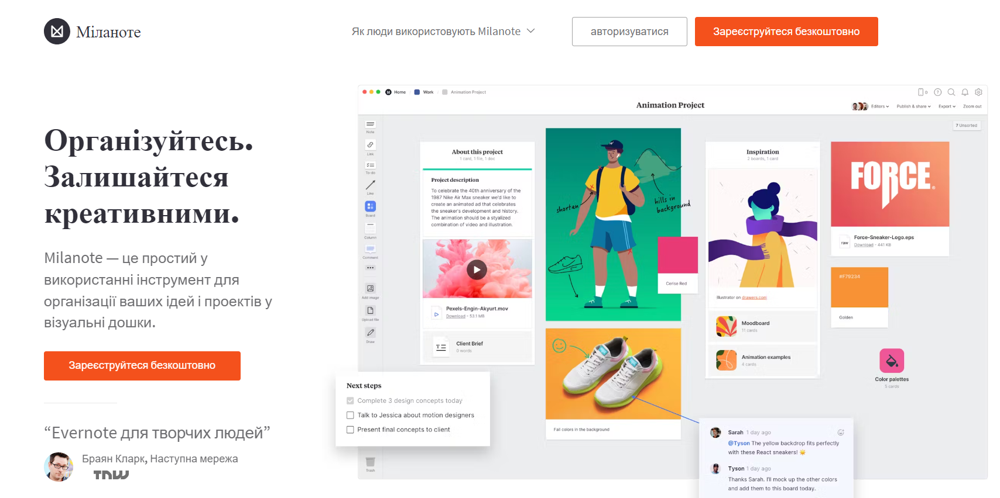 Міланоте
Як люди використовують Milanote
авторизуватися
Зареєструйтеся безкоштовно
Організуйтесь.
Залишайтеся
креативними.
Milanote — це простий у
використанні інструмент для
організації ваших ідей і проектів у
візуальні дошки.
Зареєструйтеся безкоштовно
“Evernote для творчих людей”
Браян Кларк, Наступна мережа
TNW
Home
Work
Animation Project
0
Animation Project
Editors
Publish & share
Export
Zoom out
7 Unsorted
Note
Link
To-do
Line
Board
Column
Comment
Add image
Upload file
Draw
Trash
About this project
1 card, 1 file, 1 doc
Project description
To celebrate the 40th anniversary of the
1987 Nike Air Max sneaker we'd like to
create an animated ad that celebrates
the sneaker's development and history.
The animation should be a stylized
combination of video and illustration.
Pexels-Engin-Akyurt.mov
Download - 53.1 MB
Client Brief
0 words
Next steps
Complete 3 design concepts today
Talk to Jessica about motion designers
Present final concepts to client
shorten
hills in
background
Cerise Red
Fall colors in the background
Inspiration
2 boards, 1 card
Illustrator on drawers.com
Moodboard
11 cards
Animation examples
4 cards
FORCE®
raw
Force-Sneaker-Logo.eps
Download - 441 KB
#F79234
Golden
Color palettes
5 cards
Sarah 1 day ago
@Tyson The yellow backdrop fits perfectly
with these React sneakers! 🌟
Tyson 1 day ago
Thanks Sarah. I'll mock up the other colors
and add them to this board today.